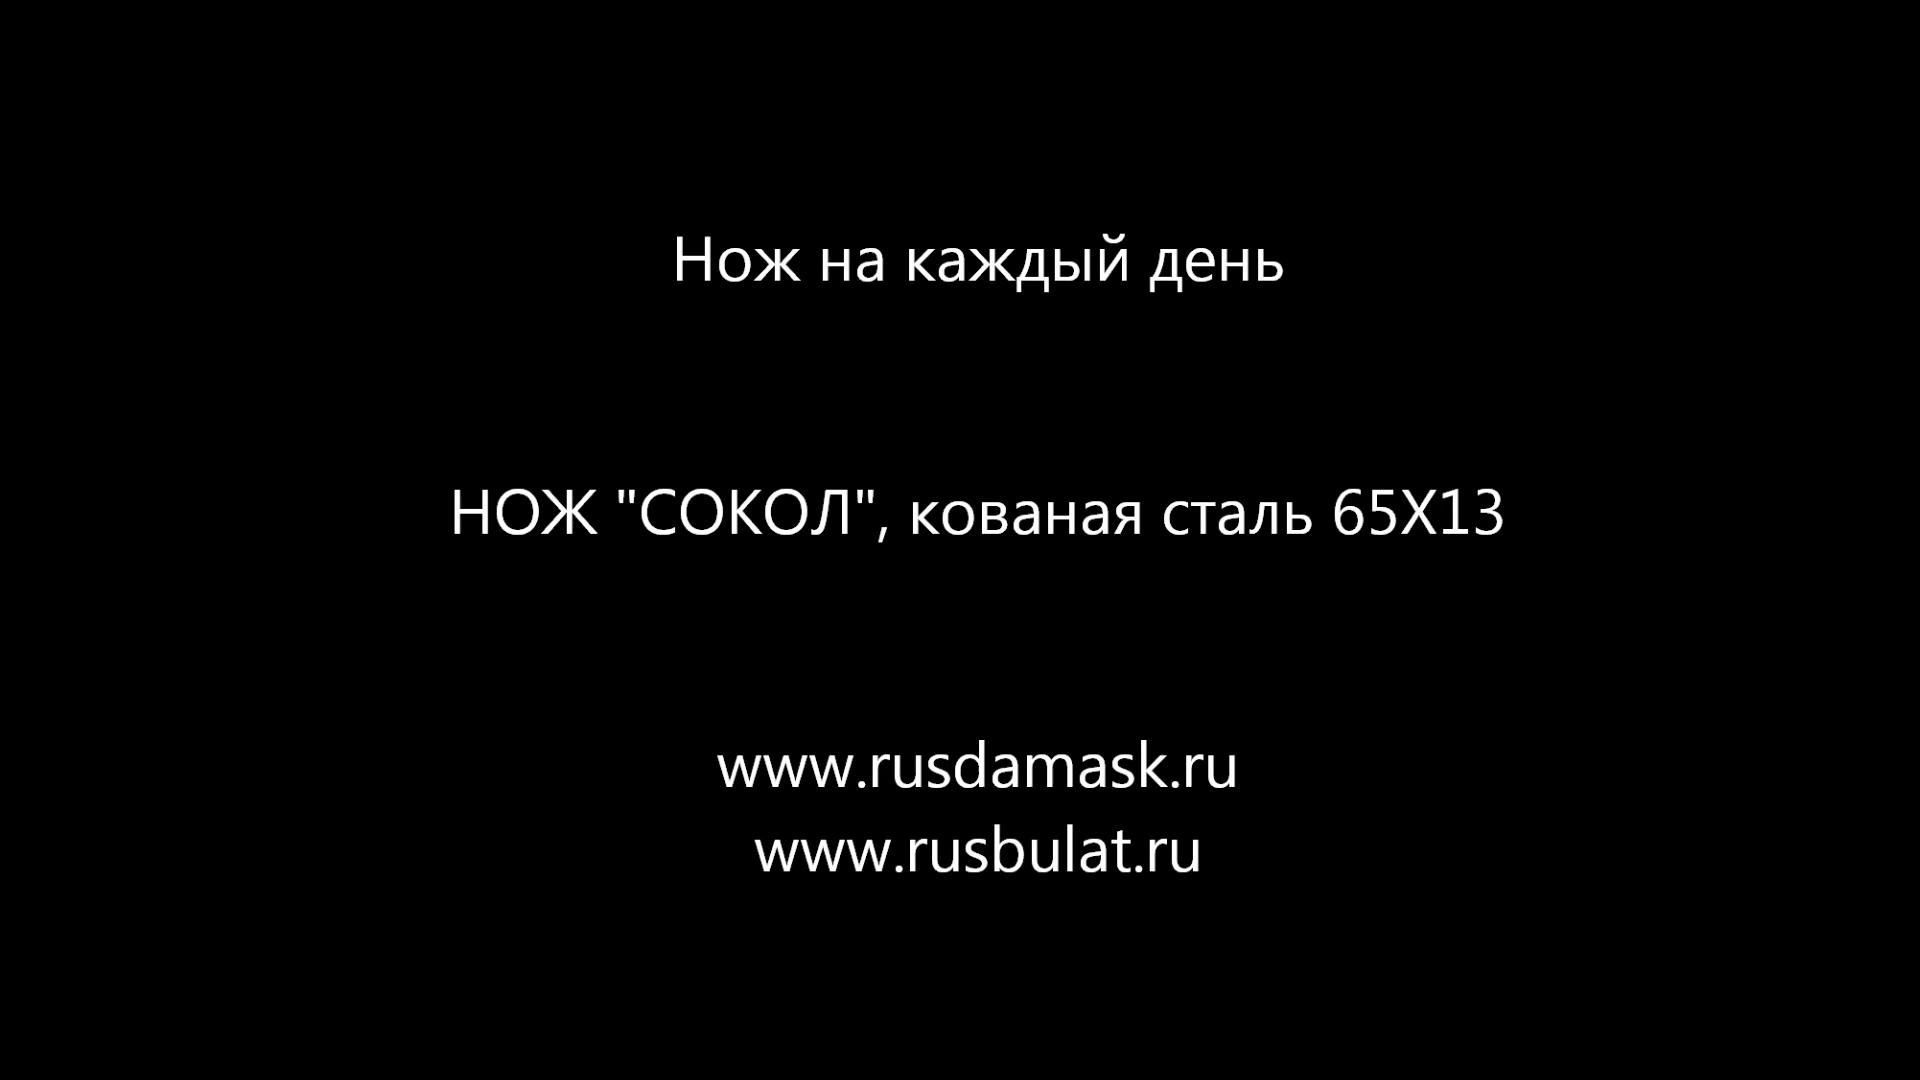 Нож на каждый день
НОЖ "СОКОЛ", кованая сталь 65Х13
www.rusdamask.ru
www.rusbulat.ru